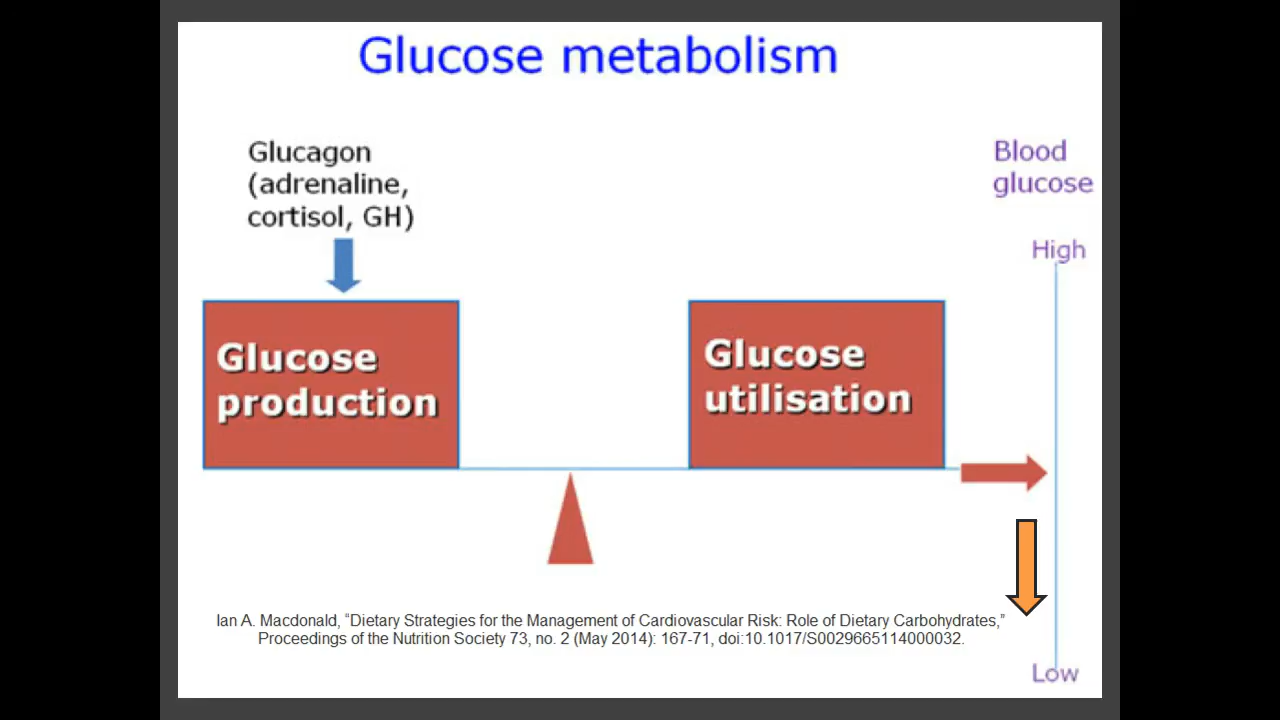 Glucose metabolism
Glucagon
(adrenaline,
cortisol, GH)
Blood
glucose
High
Glucose
production
Glucose
utilisation
Ian A. Macdonald, “Dietary Strategies for the Management of Cardiovascular Risk: Role of Dietary Carbohydrates,”
Proceedings of the Nutrition Society 73, no. 2 (May 2014): 167-71, doi:10.1017/S0029665114000032.
Low